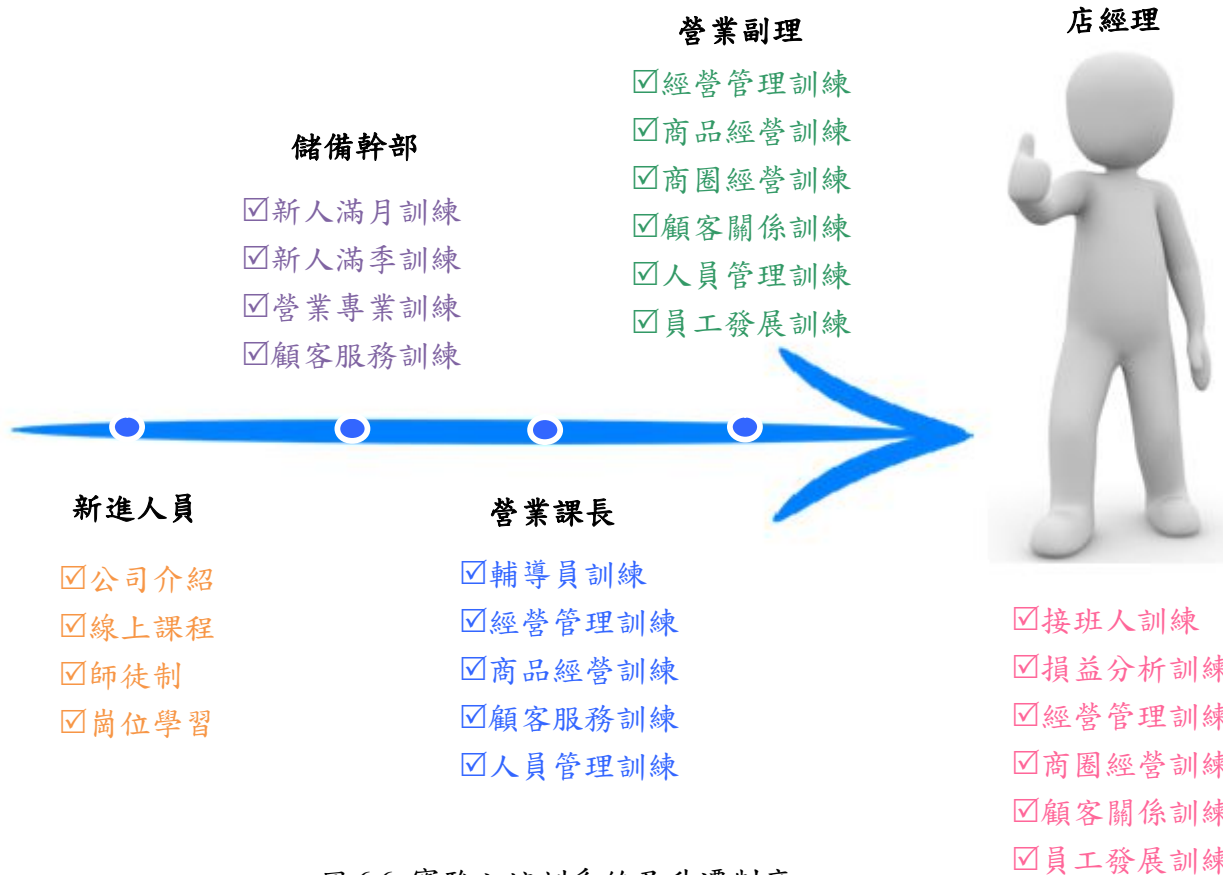 店經理
營業副理
☑經營管理訓練
☑商品經營訓練
☑商圈經營訓練
☑顧客關係訓練
☑人員管理訓練
☑員工發展訓練
儲備幹部
☑新人滿月訓練
☑新人滿季訓練
☑營業專業訓練
☑顧客服務訓練
新進人員
☑公司介紹
☑線上課程
☑師徒制
☑崗位學習
營業課長
☑輔導員訓練
☑經營管理訓練
☑商品經營訓練
☑顧客服務訓練
☑人員管理訓練
☑接班人訓練
☑損益分析訓練
☑經營管理訓練
☑商圈經營訓練
☑顧客關係訓練
☑員工發展訓練